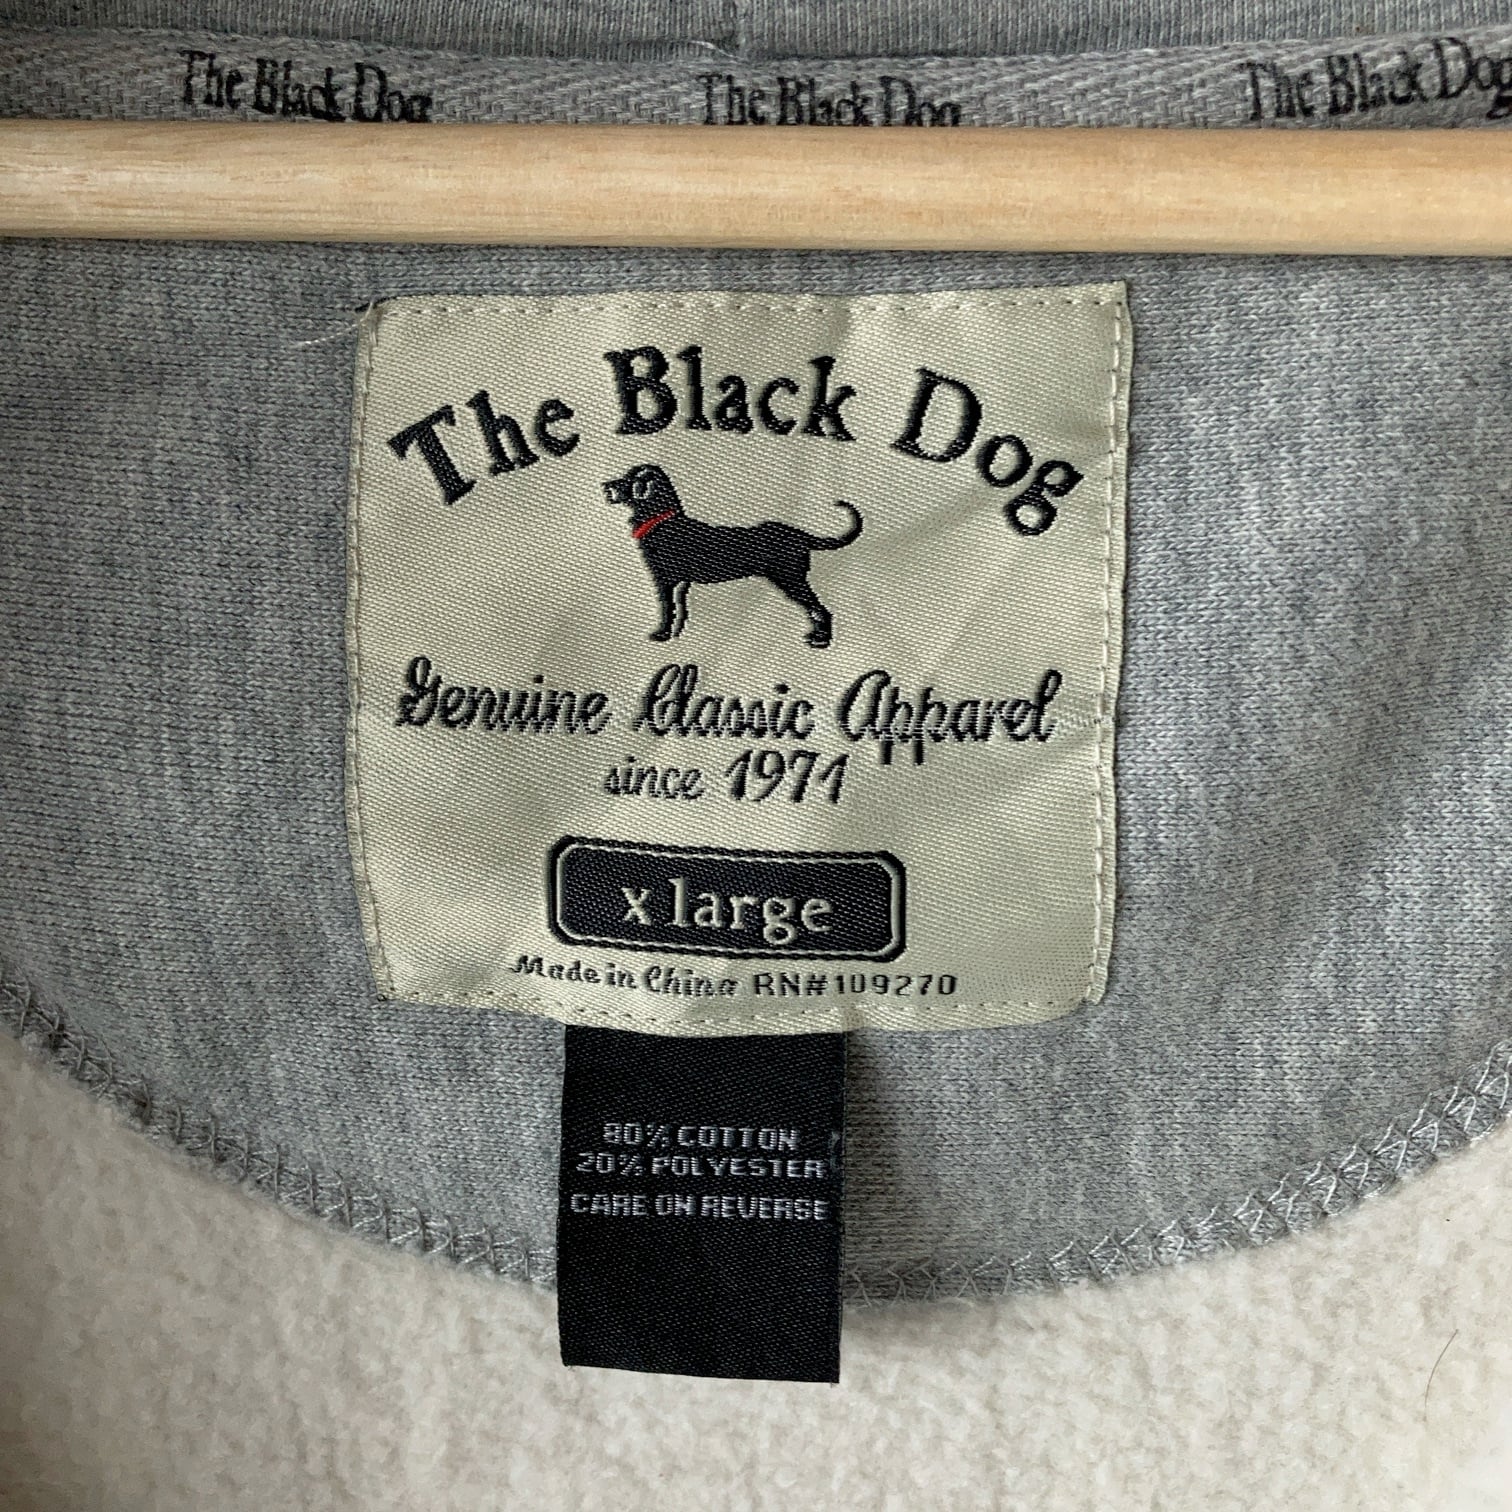 The Black Dog The Black Dog The Black Dog
The Black Dog
Genuine Classic Apparel
since 1971
x large
Made in China RN#109270
80% COTTON
20% POLYESTER
CARE ON REVERSE